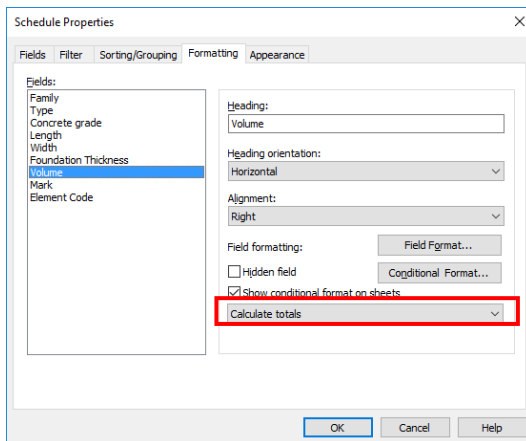 Schedule Properties
Fields Filter Sorting/Grouping Formatting Appearance
Fields:
Family
Type
Concrete grade
Length
Width
Foundation Thickness
Volume
Mark
Element Code
Heading:
Volume
Heading orientation:
Horizontal
Alignment:
Right
Field formatting:
Field Format...
Hidden field
Conditional Format...
Show conditional format on sheets
Calculate totals
OK Cancel Help